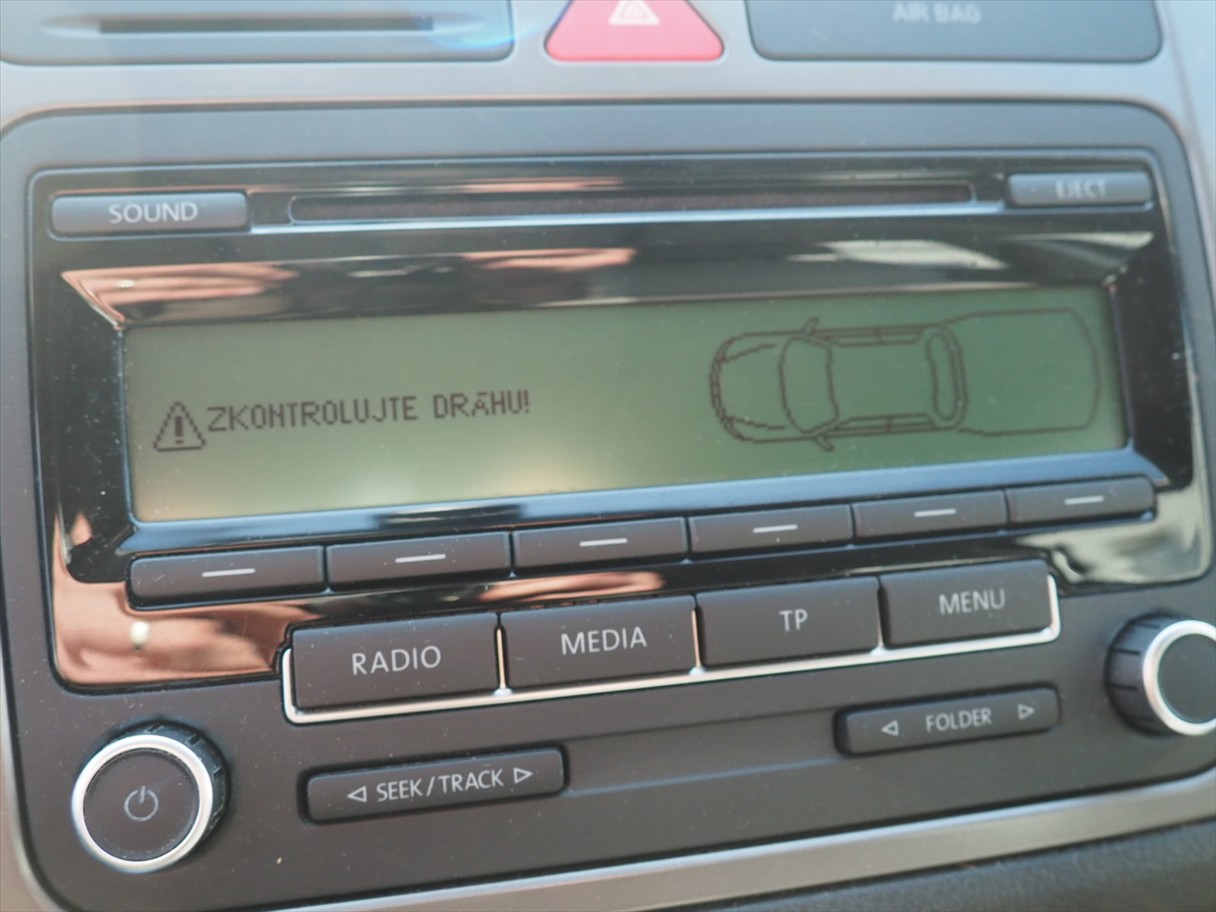 AIR BAG
SOUND
EJECT
ZKONTROLUJTE DRÁHU!
RADIO
MEDIA
TP
MENU
SEEK/TRACK
FOLDER